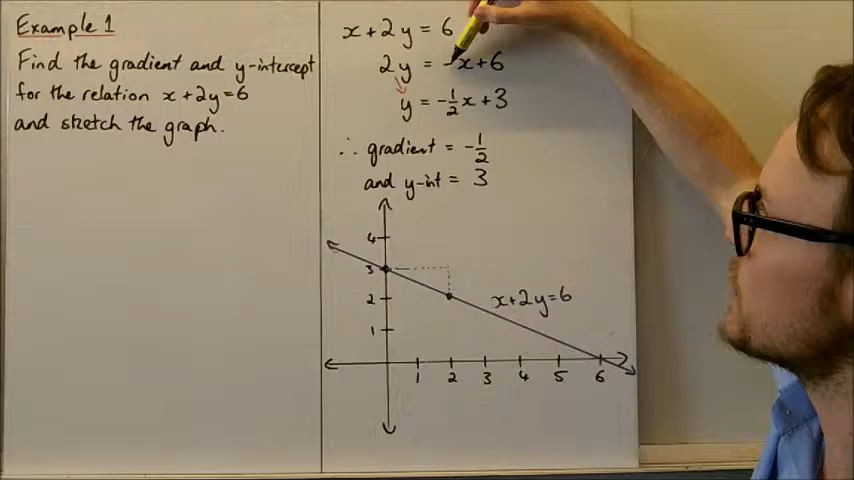 Example 1
Find the gradient and y-intercept
for the relation x+2y=6
and sketch the graph.
x+2y=6
2y = -x+6
y = -1/2x+3
∴ gradient = -1/2
and y-int = 3
4
3
2
1
x+2y=6
1 2 3 4 5 6